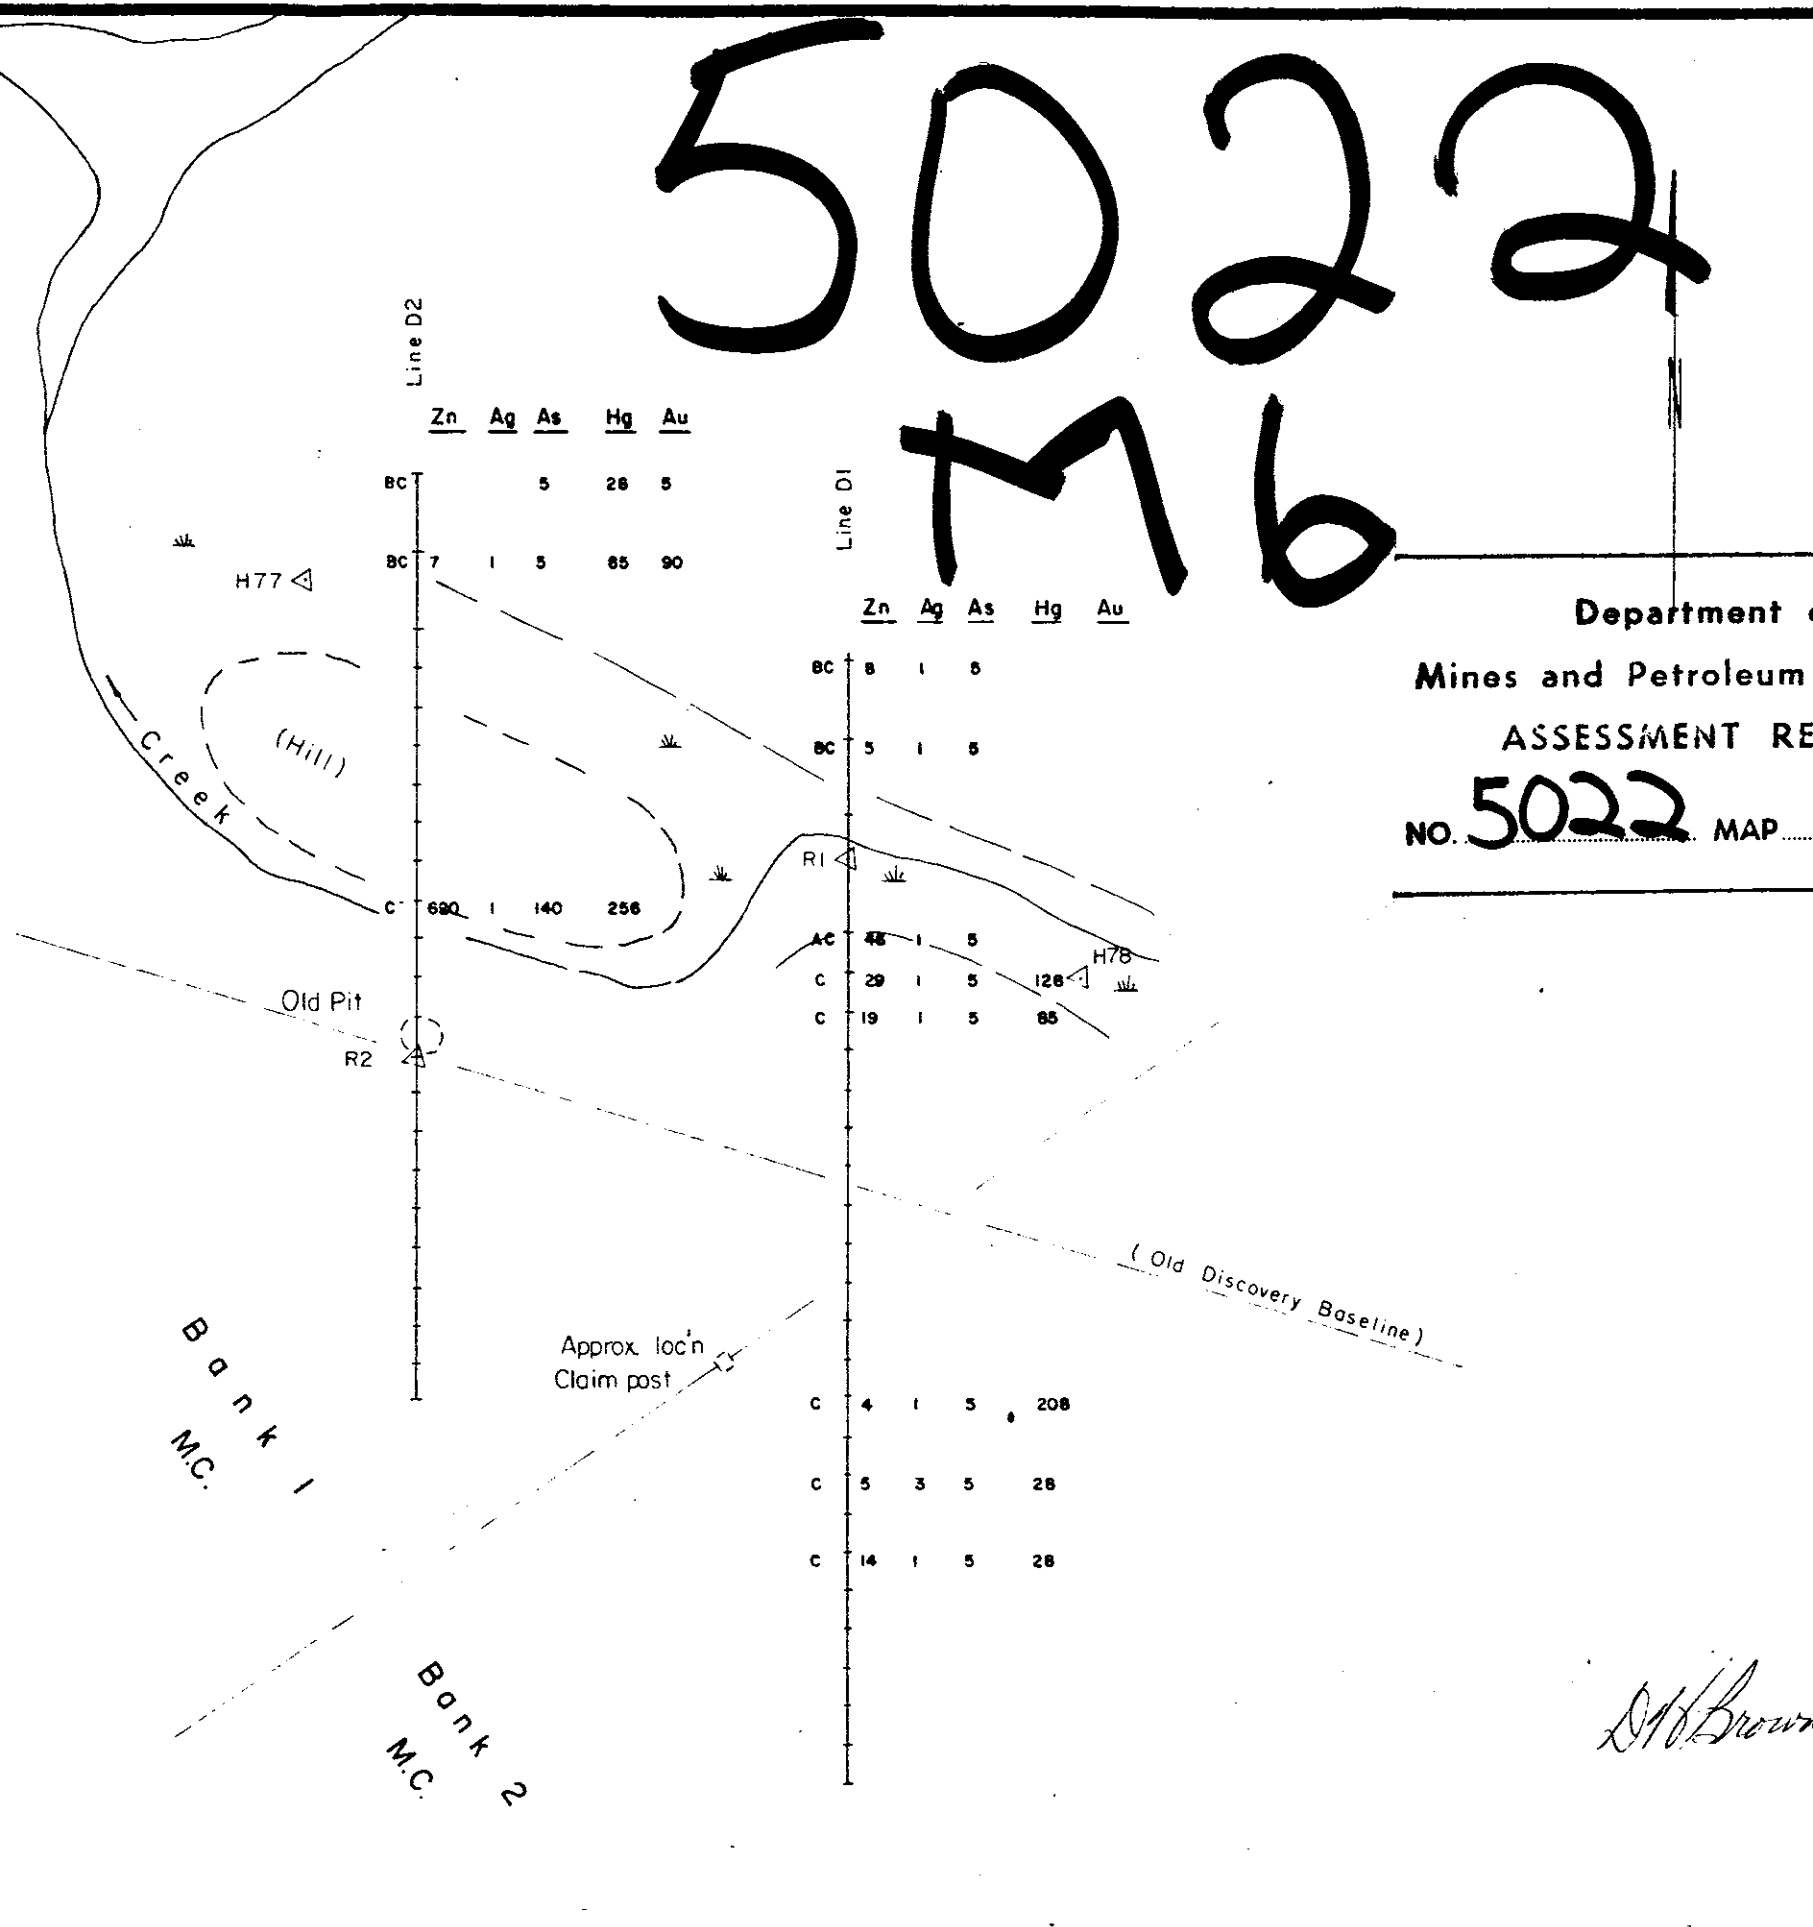 5022
M6
N
Line D2
Zn Ag As Hg Au
BC 5 28 5
BC 7 1 5 85 90
H77
(Hill)
Creek
C 690 1 140 256
Line D1
Zn Ag As Hg Au
BC 8 1 5
BC 5 1 5
R1
AC 1 5
H78
C 29 1 5 128
C 19 1 5 85
Old Pit
R2
(Old Discovery Baseline)
Approx. loc'n
Claim post
C 4 1 5 208
C 5 3 5 28
C 14 1 5 28
Bank 1
M.C.
Bank 2
M.C.
Department
Mines and Petroleum
ASSESSMENT RE
NO. 5022 MAP
D H Brown